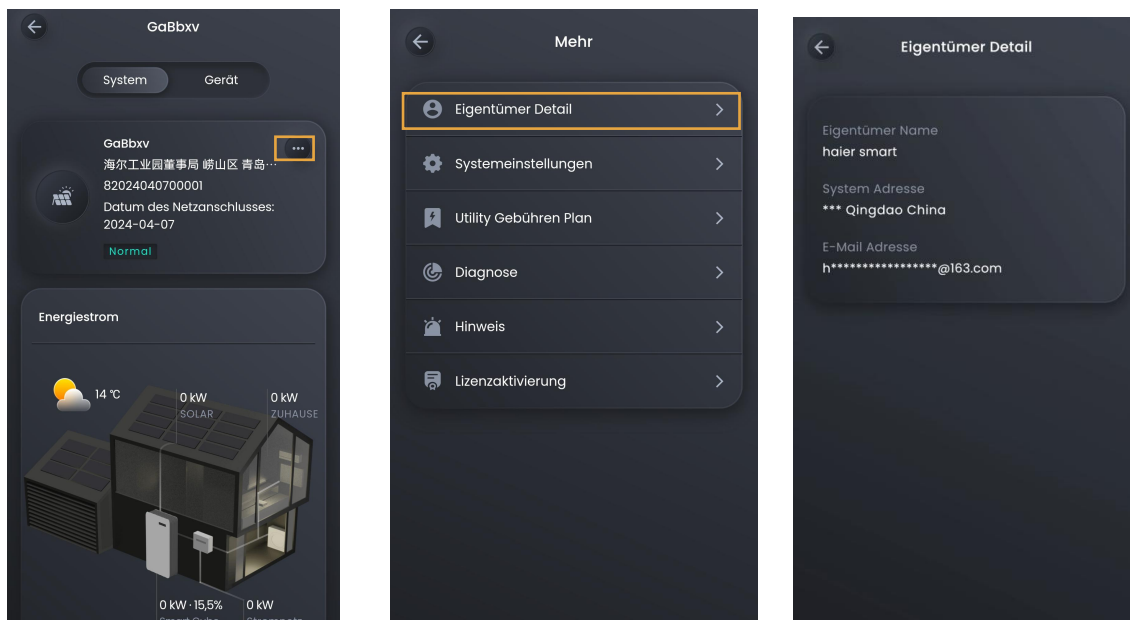 GaBbxv
System
Gerät
GaBbxv
海尔工业园董事局 崂山区 青岛…
82024040700001
Datum des Netzanschlusses:
2024-04-07
Normal
Energiestrom
14 ℃
0 kW
SOLAR
0 kW
ZUHAUSE
0 kW · 15,5%
0 kW
Mehr
Eigentümer Detail
Systemeinstellungen
Utility Gebühren Plan
Diagnose
Hinweis
Lizenzaktivierung
Eigentümer Detail
Eigentümer Name
haier smart
System Adresse
*** Qingdao China
E-Mail Adresse
h*****************@163.com